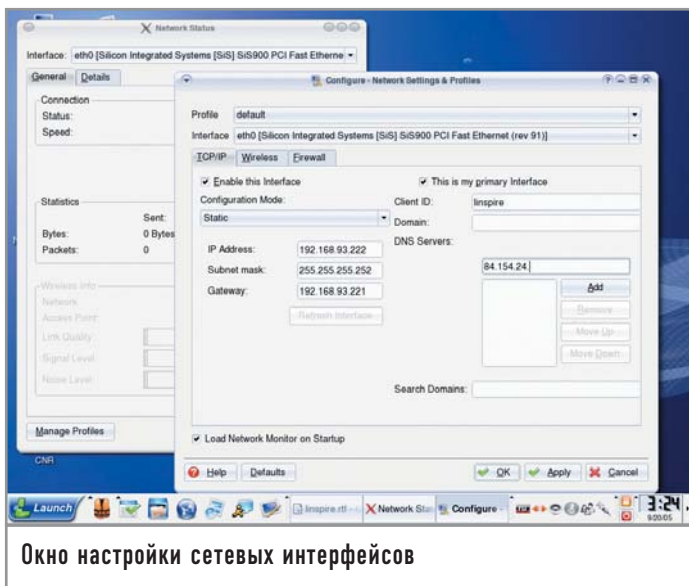 Network Status
Interface: eth0 [Silicon Integrated Systems [SiS] SiS900 PCI Fast Etherne
General Details
Connection
Status:
Speed:
Statistics
Sent:
Bytes: 0 Bytes
Packets: 0
Wireless Info
Network:
Access Point:
Link Quality:
Signal Level:
Noise Level:
Manage Profiles
CNR
Configure - Network Settings & Profiles
Profile default
Interface eth0 [Silicon Integrated Systems [SiS] SiS900 PCI Fast Ethernet (rev 91)]
TCP/IP Wireless Firewall
Enable this Interface
This is my primary Interface
Configuration Mode:
Static
IP Address: 192.168.93.222
Subnet mask: 255.255.255.252
Gateway: 192.168.93.221
Refresh Interface
Client ID: linspire
Domain:
DNS Servers:
84.154.24.
Add
Remove
Move Up
Move Down
Search Domains:
Load Network Monitor on Startup
Help Defaults OK Apply Cancel
Launch linspire.rtf Network Stat Configure - 3:24
9/20/05
Окно настройки сетевых интерфейсов